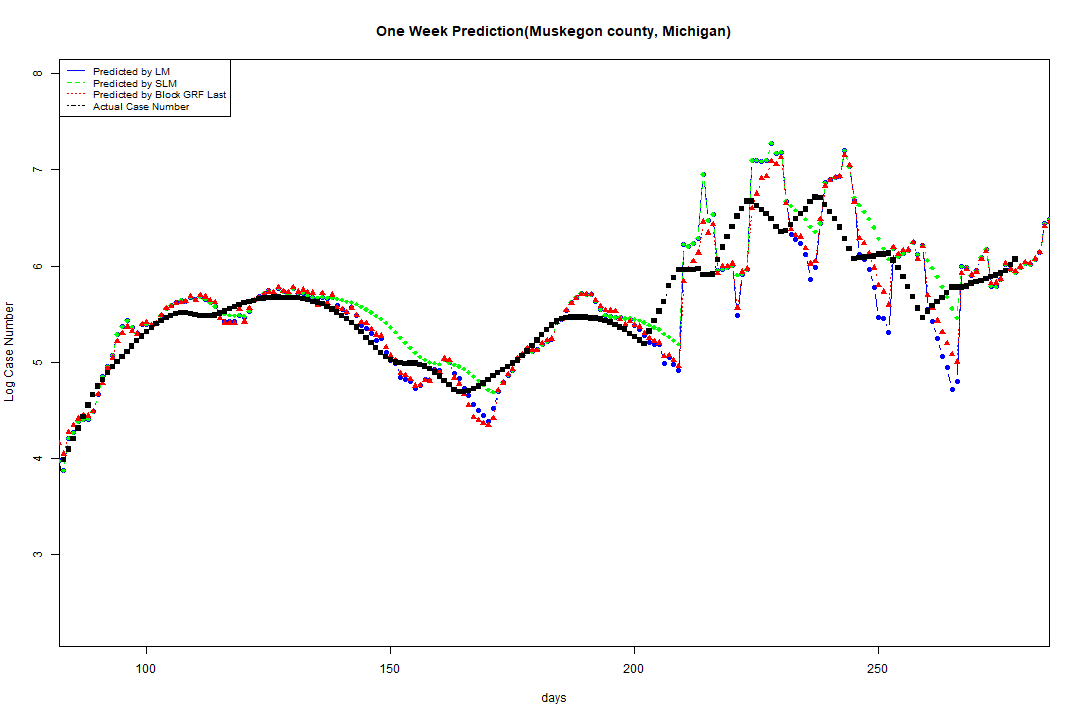 One Week Prediction(Muskegon county, Michigan)
Predicted by LM
Predicted by SLM
Predicted by Block GRF Last
Actual Case Number
8
7
6
5
4
3
Log Case Number
100 150 200 250
days